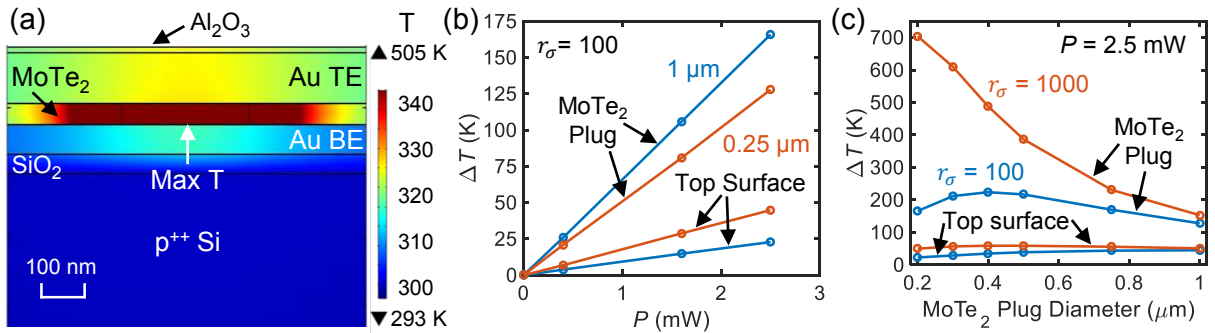 (a)
Al₂O₃
MoTe₂
Au TE
Au BE
SiO₂
Max T
p⁺⁺ Si
100 nm
T
505 K
340
330
320
310
300
293 K
(b)
175
150
125
100
75
50
25
0
ΔT (K)
r_σ = 100
1 μm
MoTe₂
Plug
0.25 μm
Top Surface
0 1 2 3
P (mW)
(c)
700
600
500
400
300
200
100
0
ΔT (K)
P = 2.5 mW
r_σ = 1000
MoTe₂
Plug
r_σ = 100
Top surface
0.2 0.4 0.6 0.8 1
MoTe₂ Plug Diameter (μm)